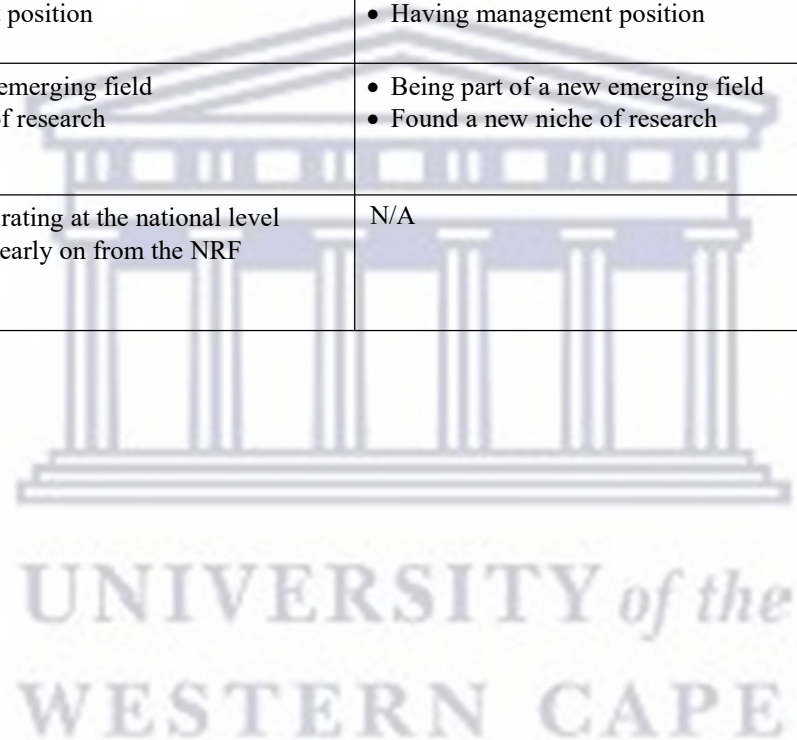 position
• Having management position
emerging field
of research
• Being part of a new emerging field
• Found a new niche of research
rating at the national level
early on from the NRF
N/A
UNIVERSITY of the
WESTERN CAPE